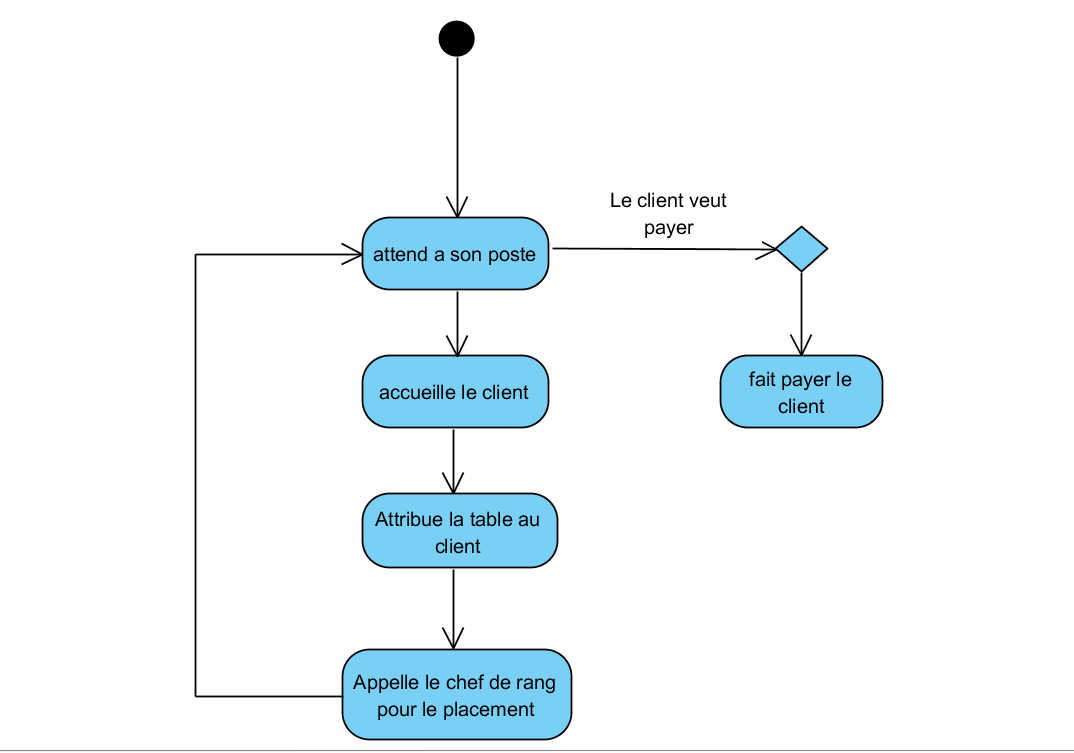 Le client veut
payer
attend a son poste
accueille le client
fait payer le
client
Attribue la table au
client
Appelle le chef de rang
pour le placement